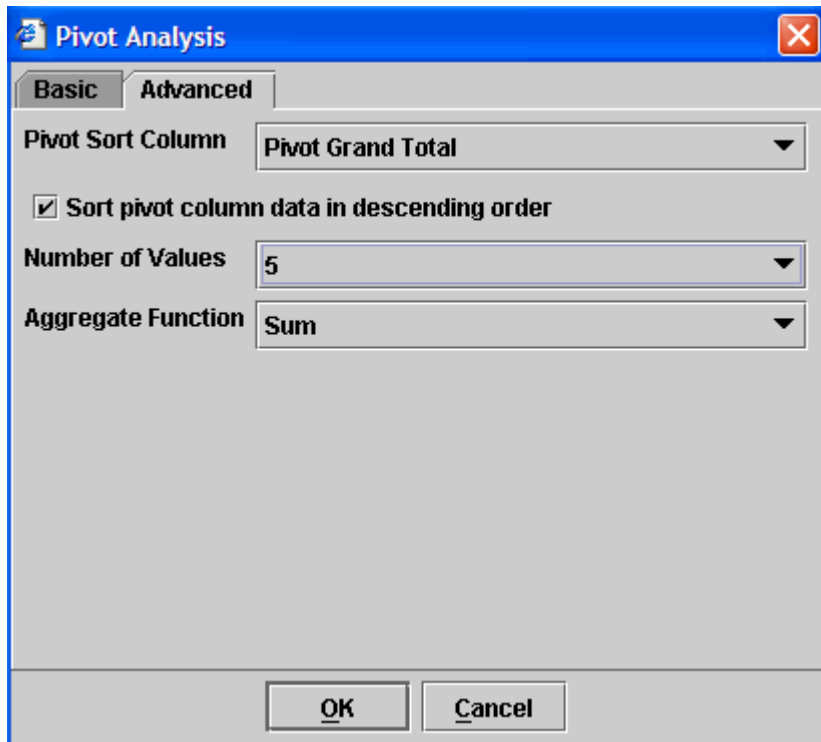 Pivot Analysis
Basic Advanced
Pivot Sort Column Pivot Grand Total
Sort pivot column data in descending order
Number of Values 5
Aggregate Function Sum
OK Cancel